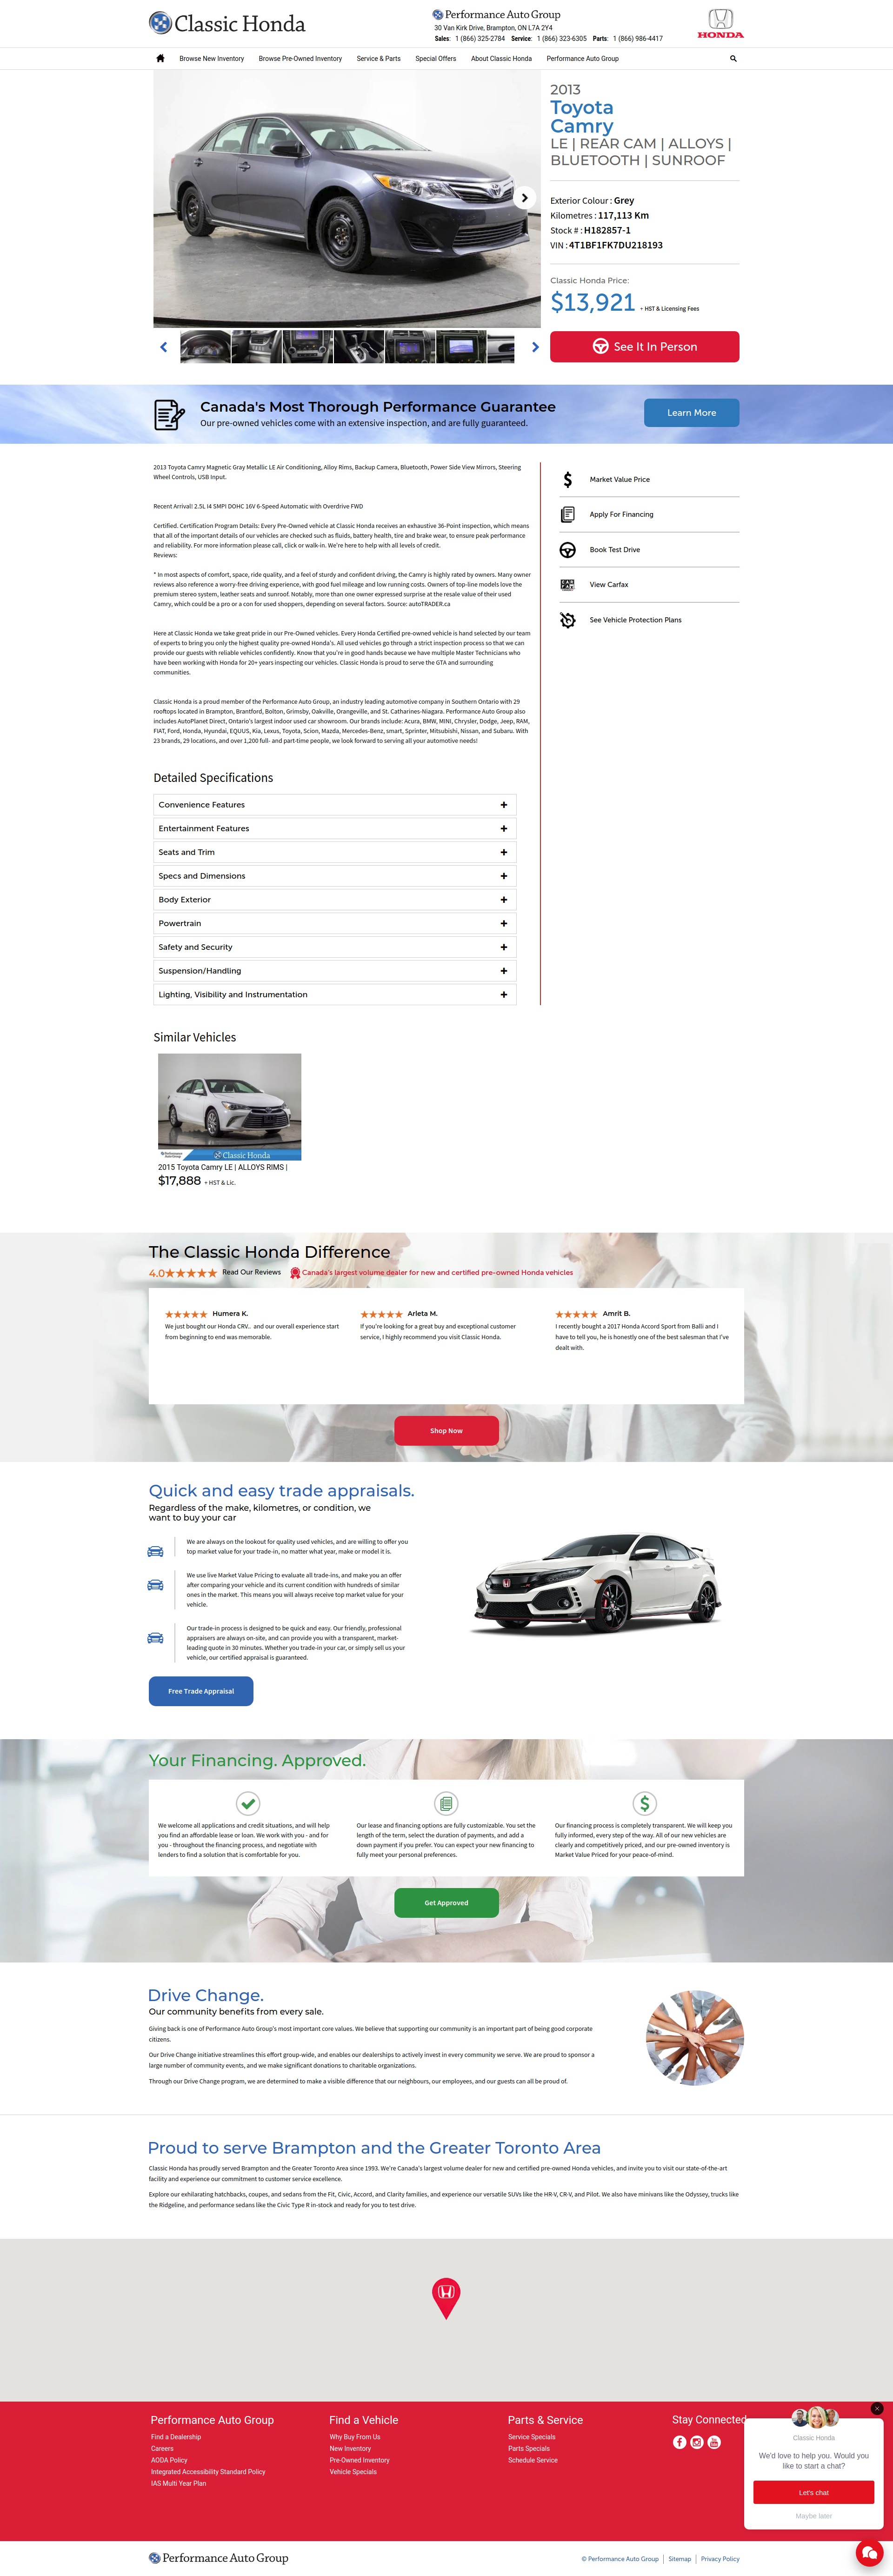 Classic Honda
Performance Auto Group
30 Van Kirk Drive, Brampton, ON L7A 2Y4
Sales: 1 (866) 325-2784 Service: 1 (866) 323-6305 Parts: 1 (866) 986-4417
HONDA
Browse New Inventory Browse Pre-Owned Inventory Service & Parts Special Offers About Classic Honda Performance Auto Group
2013
Toyota
Camry
LE | REAR CAM | ALLOYS |
BLUETOOTH | SUNROOF
Exterior Colour : Grey
Kilometres : 117,113 Km
Stock # : H182857-1
VIN : 4T1BF1FK7DU218193
Classic Honda Price:
$13,921 + HST & Licensing Fees
See It In Person
Canada's Most Thorough Performance Guarantee
Our pre-owned vehicles come with an extensive inspection, and are fully guaranteed.
Learn More
2013 Toyota Camry Magnetic Gray Metallic LE Air Conditioning, Alloy Rims, Backup Camera, Bluetooth, Power Side View Mirrors, Steering
Wheel Controls, USB Input.
Recent Arrival! 2.5L I4 SMPI DOHC 16V 6-Speed Automatic with Overdrive FWD
Certified. Certification Program Details: Every Pre-Owned vehicle at Classic Honda receives an exhaustive 36-Point Inspection, which means
that all of the important details of our vehicles are checked such as fluids, battery health, tire and brake wear, to ensure peak performance
and reliability. For more information please call, click or walk-in. We're here to help with all levels of credit.
Reviews:
* In most aspects of comfort, space, ride quality, and a feel of sturdy and confident driving, the Camry is highly rated by owners. Many owner
reviews also reference a worry-free driving experience, with good fuel mileage and low running costs. Owners of top-line models love the
premium stereo system, leather seats and sunroof. Notably, more than one owner expressed surprise at the resale value of their used
Camry, which could be a pro or a con for used shoppers, depending on several factors. Source: autoTRADER.ca
Here at Classic Honda we take great pride in our Pre-Owned vehicles. Every Honda Certified pre-owned vehicle is hand selected by our team
of experts to bring you only the highest quality pre-owned Honda's. All used vehicles go through a strict inspection process so that we can
provide our guests with reliable vehicles confidently. Know that you're in good hands because we have multiple Master Technicians who
have been working with Honda for 20+ years inspecting our vehicles. Classic Honda is proud to serve the GTA and surrounding
communities.
Classic Honda is a proud member of the Performance Auto Group, an industry leading automotive company in Southern Ontario with 29
rooftops located in Brampton, Brantford, Bolton, Grimsby, Oakville, Orangeville, and St. Catharines-Niagara. Performance Auto Group also
includes AutoPlanet Direct, Ontario's largest indoor used car showroom. Our brands include: Acura, BMW, MINI, Chrysler, Dodge, Jeep, RAM,
FIAT, Ford, Honda, Hyundai, EQUUS, Kia, Lexus, Toyota, Scion, Mazda, Mercedes-Benz, smart, Sprinter, Mitsubishi, Nissan, and Subaru. With
23 brands, 29 locations, and over 1,200 full- and part-time people, we look forward to serving all your automotive needs!
Market Value Price
Apply For Financing
Book Test Drive
View Carfax
See Vehicle Protection Plans
Detailed Specifications
Convenience Features
Entertainment Features
Seats and Trim
Specs and Dimensions
Body Exterior
Powertrain
Safety and Security
Suspension/Handling
Lighting, Visibility and Instrumentation
Similar Vehicles
Classic Honda
2015 Toyota Camry LE | ALLOYS RIMS |
$17,888 + HST & Lic.
The Classic Honda Difference
4.0 Read Our Reviews Canada's largest volume dealer for new and certified pre-owned Honda vehicles
Humera K.
We just bought our Honda CRV.. and our overall experience start
from beginning to end was memorable.
Arleta M.
If you're looking for a great buy and exceptional customer
service, I highly recommend you visit Classic Honda.
Amrit B.
I recently bought a 2017 Honda Accord Sport from Balli and I
have to tell you, he is honestly one of the best salesman that I've
dealt with.
Shop Now
Quick and easy trade appraisals.
Regardless of the make, kilometres, or condition, we
want to buy your car
We are always on the lookout for quality used vehicles, and are willing to offer you
top market value for your trade-in, no matter what year, make or model it is.
We use live Market Value Pricing to evaluate all trade-ins, and make you an offer
after comparing your vehicle and its current condition with hundreds of similar
ones in the market. This means you will always receive top market value for your
vehicle.
Our trade-in process is designed to be quick and easy. Our friendly, professional
appraisers are always on-site, and can provide you with a transparent, market-
leading quote in 30 minutes. Whether you trade-in your car, or simply sell us your
vehicle, our certified appraisal is guaranteed.
Free Trade Appraisal
Your Financing. Approved.
We welcome all applications and credit situations, and will help
you find an affordable lease or loan. We work with you - and for
you - throughout the financing process, and negotiate with
lenders to find a solution that is comfortable for you.
Our lease and financing options are fully customizable. You set the
length of the term, select the duration of payments, and add a
down payment if you prefer. You can expect your new financing to
fully meet your personal preferences.
Our financing process is completely transparent. We will keep you
fully informed, every step of the way. All of our new vehicles are
clearly and competitively priced, and our pre-owned inventory is
Market Value Priced for your peace-of-mind.
Get Approved
Drive Change.
Our community benefits from every sale.
Giving back is one of Performance Auto Group's most important core values. We believe that supporting our community is an important part of being good corporate
citizens.
Our Drive Change initiative streamlines this effort group-wide, and enables our dealerships to actively invest in every community we serve. We are proud to sponsor a
large number of community events, and we make significant donations to charitable organizations.
Through our Drive Change program, we are determined to make a visible difference that our neighbours, our employees, and our guests can all be proud of.
Proud to serve Brampton and the Greater Toronto Area
Classic Honda has proudly served Brampton and the Greater Toronto Area since 1993. We're Canada's largest volume dealer for new and certified pre-owned Honda vehicles, and invite you to visit our state-of-the-art
facility and experience our commitment to customer service excellence.
Explore our exhilarating hatchbacks, coupes, and sedans from the Fit, Civic, Accord, and Clarity families, and experience our versatile SUVs like the HR-V, CR-V, and Pilot. We also have minivans like the Odyssey, trucks like
the Ridgeline, and performance sedans like the Civic Type R in-stock and ready for you to test drive.
Performance Auto Group
Find a Dealership
Careers
AODA Policy
Integrated Accessibility Standard Policy
IAS Multi Year Plan
Find a Vehicle
Why Buy From Us
New Inventory
Pre-Owned Inventory
Vehicle Specials
Parts & Service
Service Specials
Parts Specials
Schedule Service
Stay Connected
Classic Honda
We'd love to help you. Would you
like to start a chat?
Let's chat
Maybe later
Performance Auto Group
© Performance Auto Group Sitemap Privacy Policy